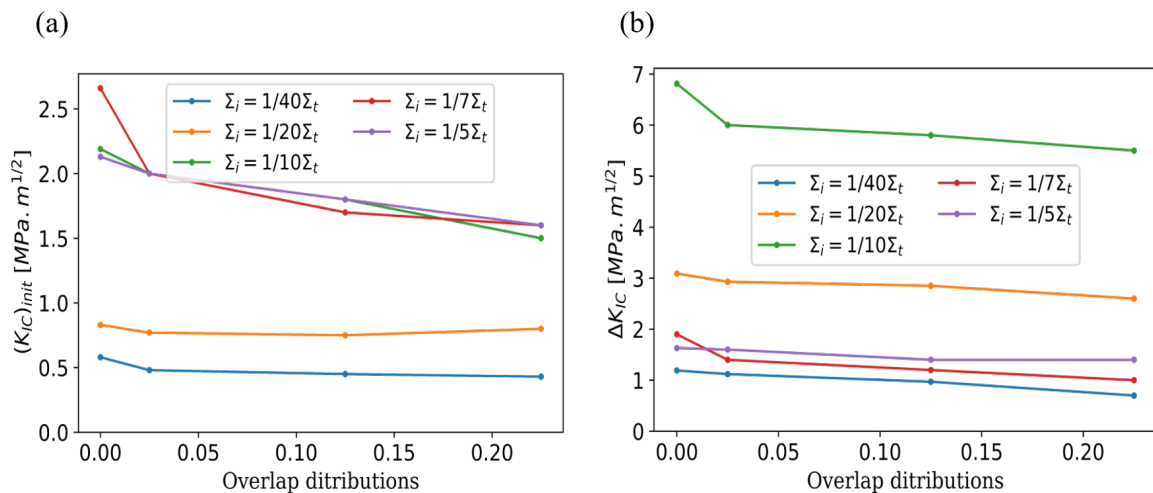 (a)
(K_IC)_init [MPa.m^1/2]
2.5
2.0
1.5
1.0
0.5
0.0
Σ_i = 1/40Σ_t
Σ_i = 1/20Σ_t
Σ_i = 1/10Σ_t
Σ_i = 1/7Σ_t
Σ_i = 1/5Σ_t
0.00 0.05 0.10 0.15 0.20
Overlap ditributions
(b)
ΔK_IC [MPa.m^1/2]
7
6
5
4
3
2
1
0
Σ_i = 1/40Σ_t
Σ_i = 1/20Σ_t
Σ_i = 1/10Σ_t
Σ_i = 1/7Σ_t
Σ_i = 1/5Σ_t
0.00 0.05 0.10 0.15 0.20
Overlap ditributions